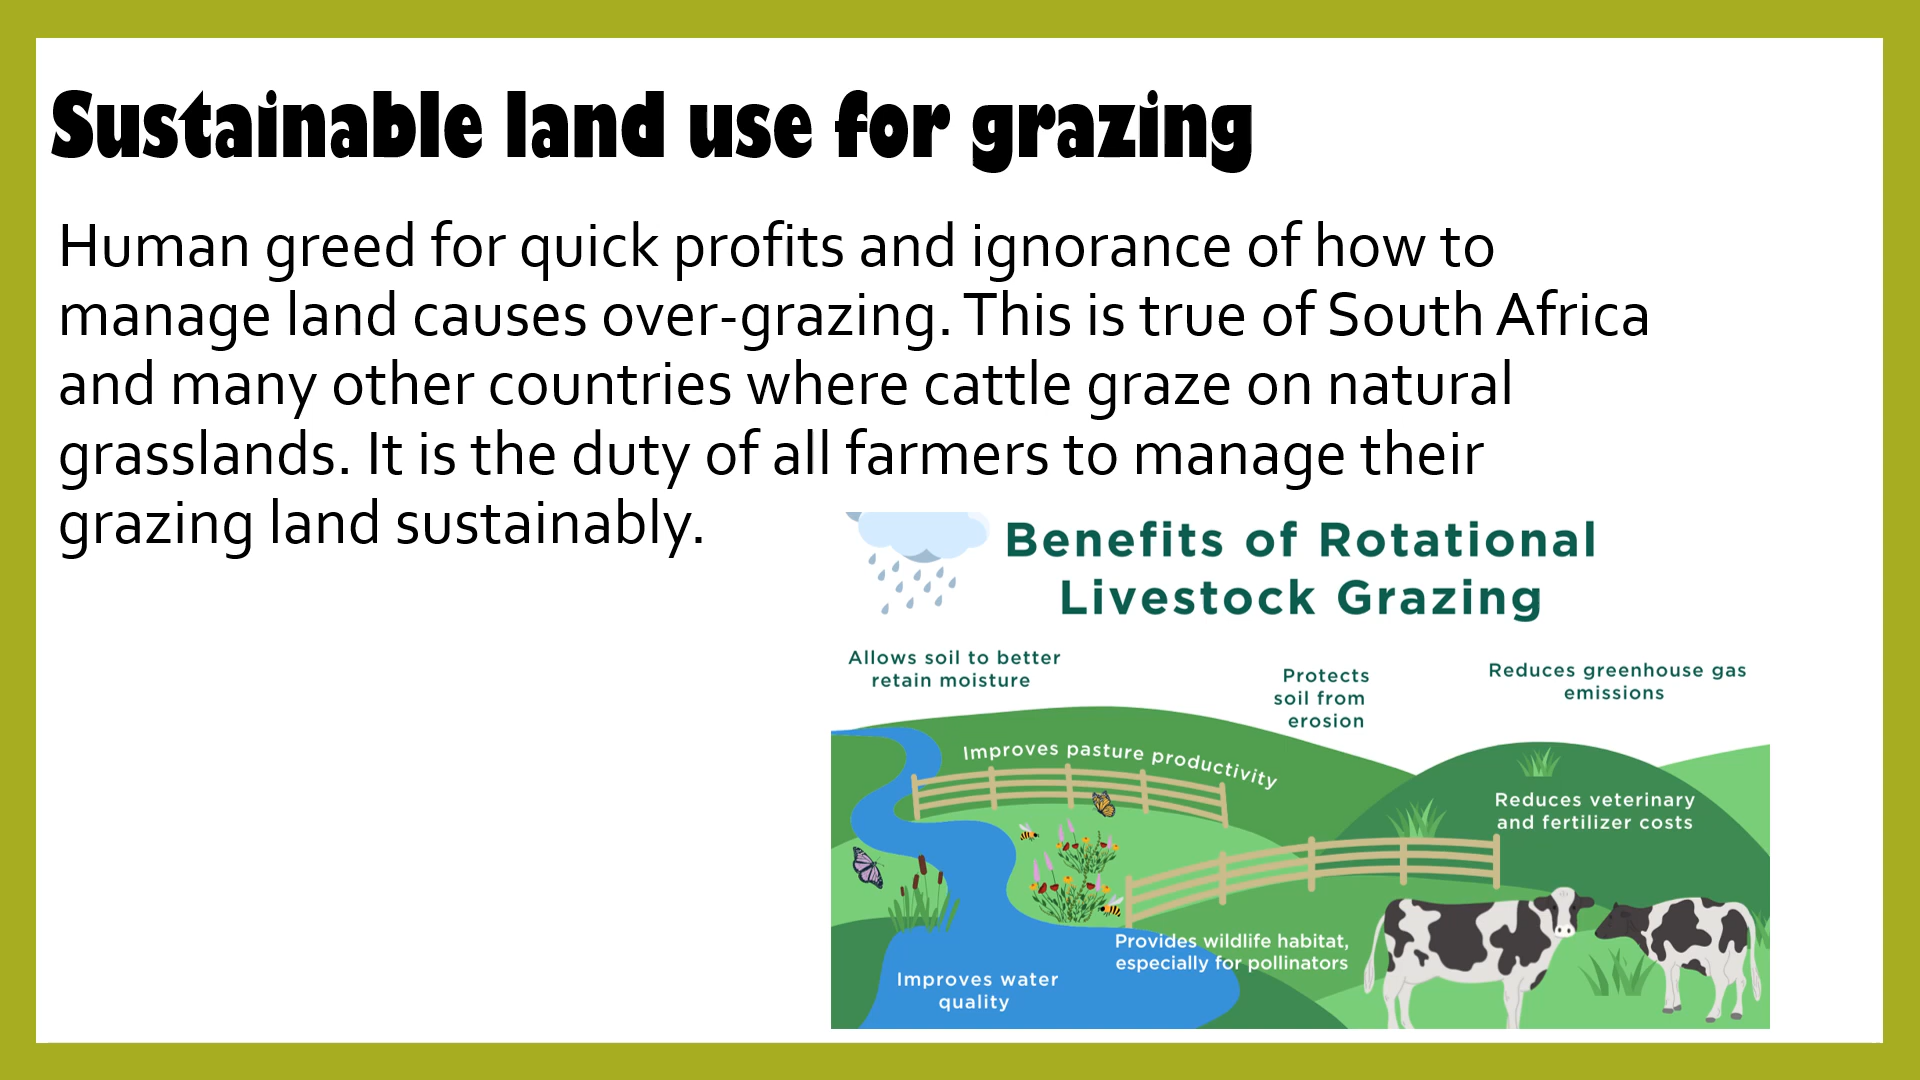 Sustainable land use for grazing
Human greed for quick profits and ignorance of how to
manage land causes over-grazing. This is true of South Africa
and many other countries where cattle graze on natural
grasslands. It is the duty of all farmers to manage their
grazing land sustainably.
Benefits of Rotational
Livestock Grazing
Allows soil to better
retain moisture
Protects
soil from
erosion
Reduces greenhouse gas
emissions
Improves pasture productivity
Reduces veterinary
and fertilizer costs
Provides wildlife habitat,
especially for pollinators
Improves water
quality